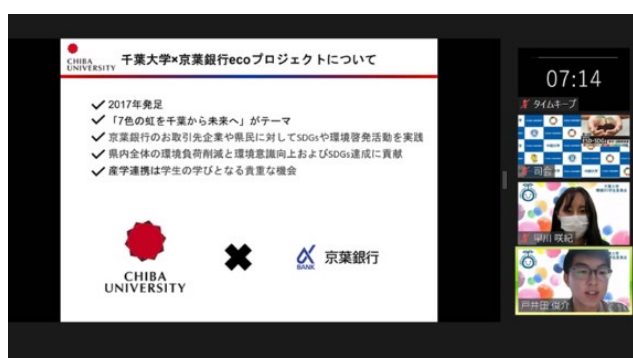 CHIBA
UNIVERSITY
千葉大学×京葉銀行ecoプロジェクトについて
2017年発足
「7色の虹を千葉から未来へ」がテーマ
京葉銀行のお取引先企業や県民に対してSDGsや環境啓発活動を実践
県内全体の環境負荷削減と環境意識向上およびSDGs達成に貢献
産学連携は学生の学びとなる貴重な機会
CHIBA
UNIVERSITY
α
BANK
京葉銀行
07:14
タイムキープ
司会
早川 咲紀
戸井田 俊介